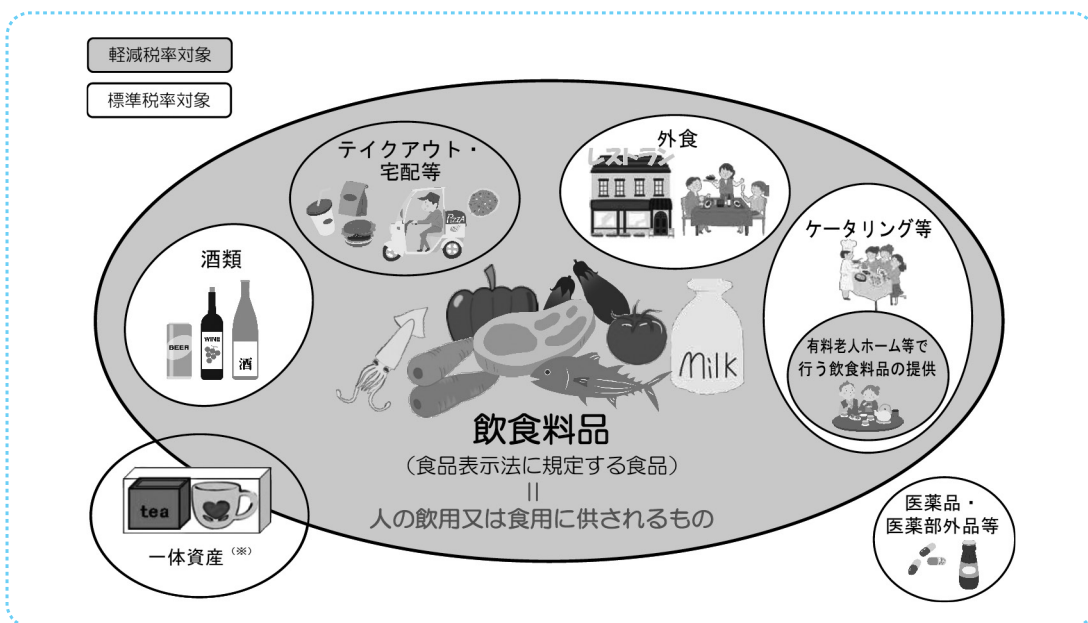 軽減税率対象
標準税率対象
テイクアウト・
宅配等
PIZZA
外食
レストラン
ケータリング等
有料老人ホーム等で
行う飲食料品の提供
酒類
BEER
WINE
酒
Milk
飲食料品
（食品表示法に規定する食品）
＝
人の飲用又は食用に供されるもの
tea
一体資産（※）
医薬品・
医薬部外品等